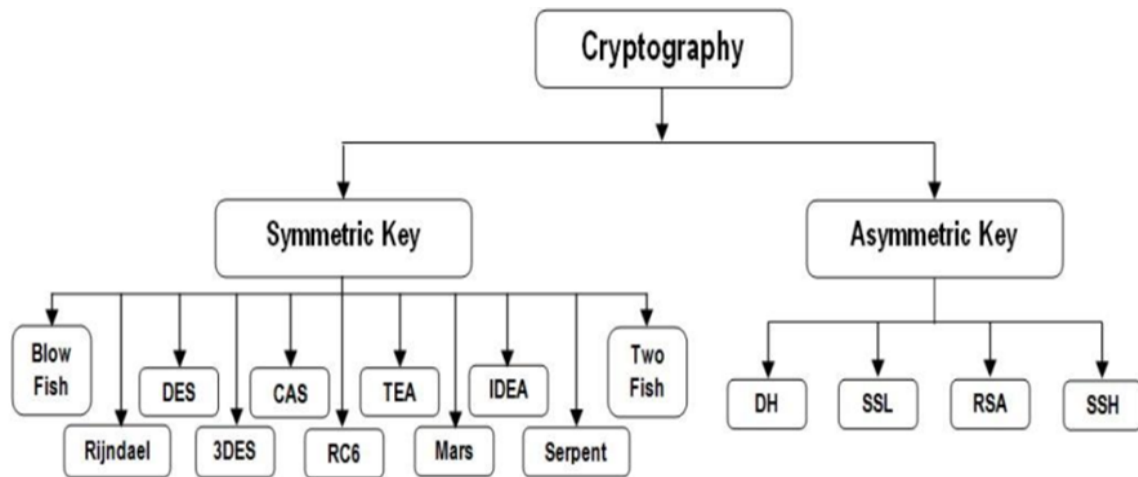 Cryptography
Symmetric Key
Asymmetric Key
Blow
Fish
DES
CAS
TEA
IDEA
Two
Fish
Rijndael
3DES
RC6
Mars
Serpent
DH
SSL
RSA
SSH